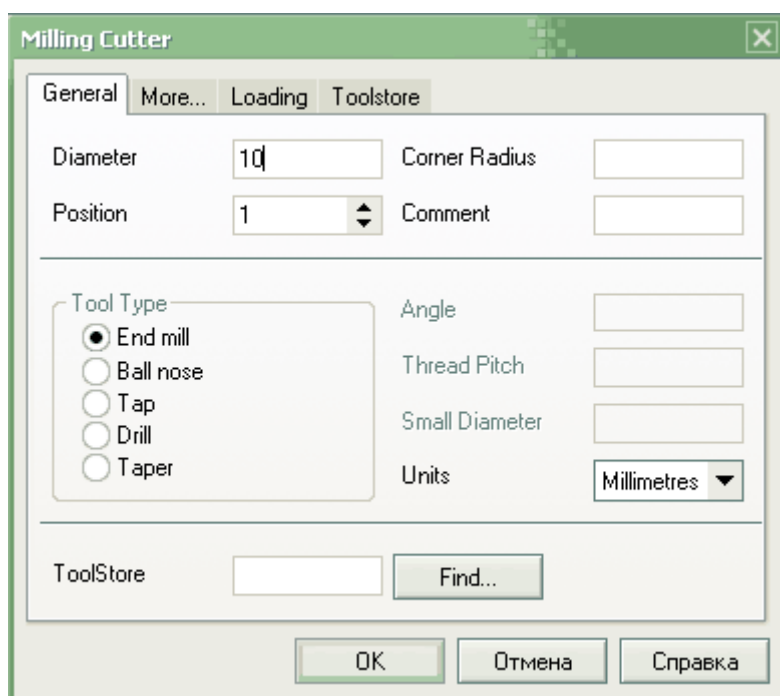 Milling Cutter
General More... Loading Toolstore
Diameter 10 Corner Radius
Position 1 Comment
Tool Type
End mill
Ball nose
Tap
Drill
Taper
Angle
Thread Pitch
Small Diameter
Units Millimetres
ToolStore Find...
OK Отмена Справка